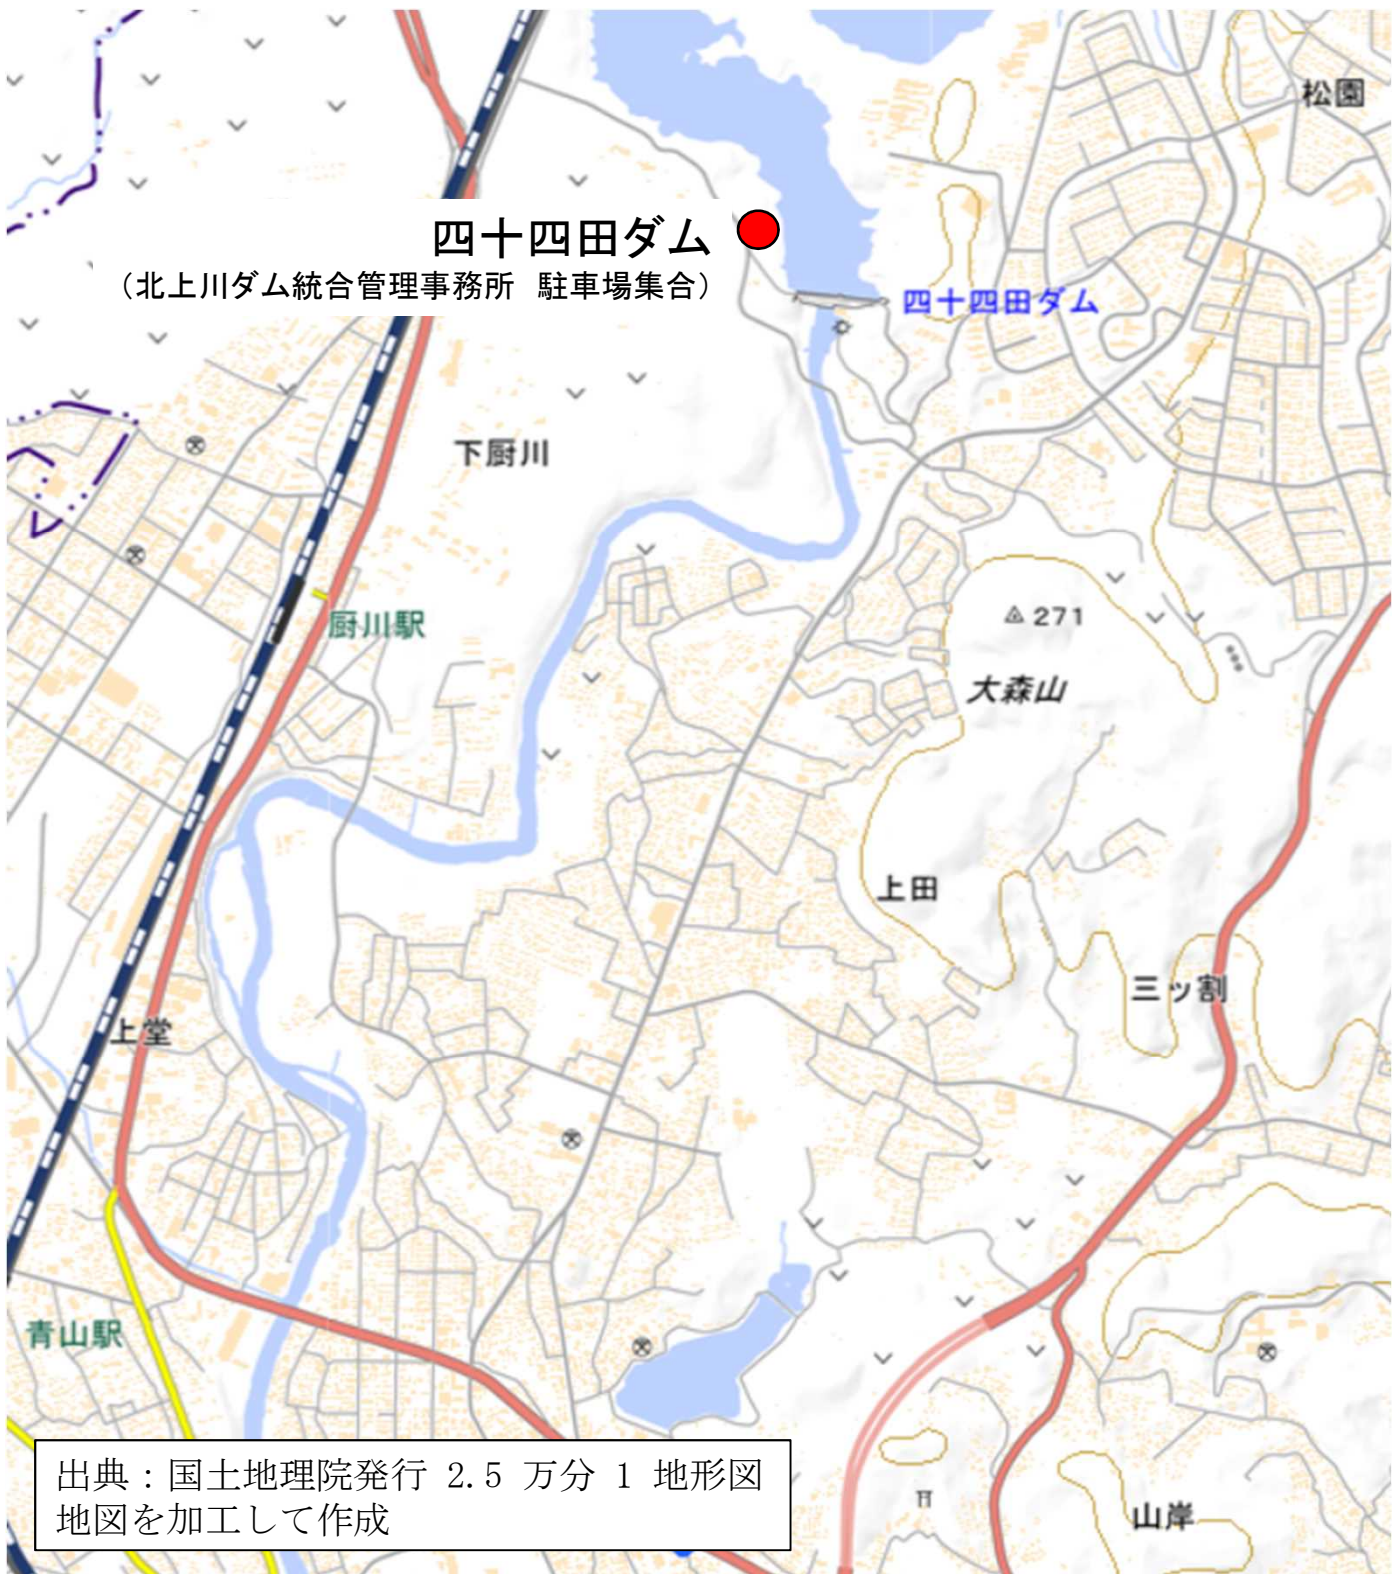 松園
四十四田ダム
（北上川ダム統合管理事務所 駐車場集合）
四十四田ダム
下厨川
厨川駅
271
大森山
上田
三ッ割
上堂
青山駅
山岸
出典：国土地理院発行 2.5 万分 1 地形図
地図を加工して作成